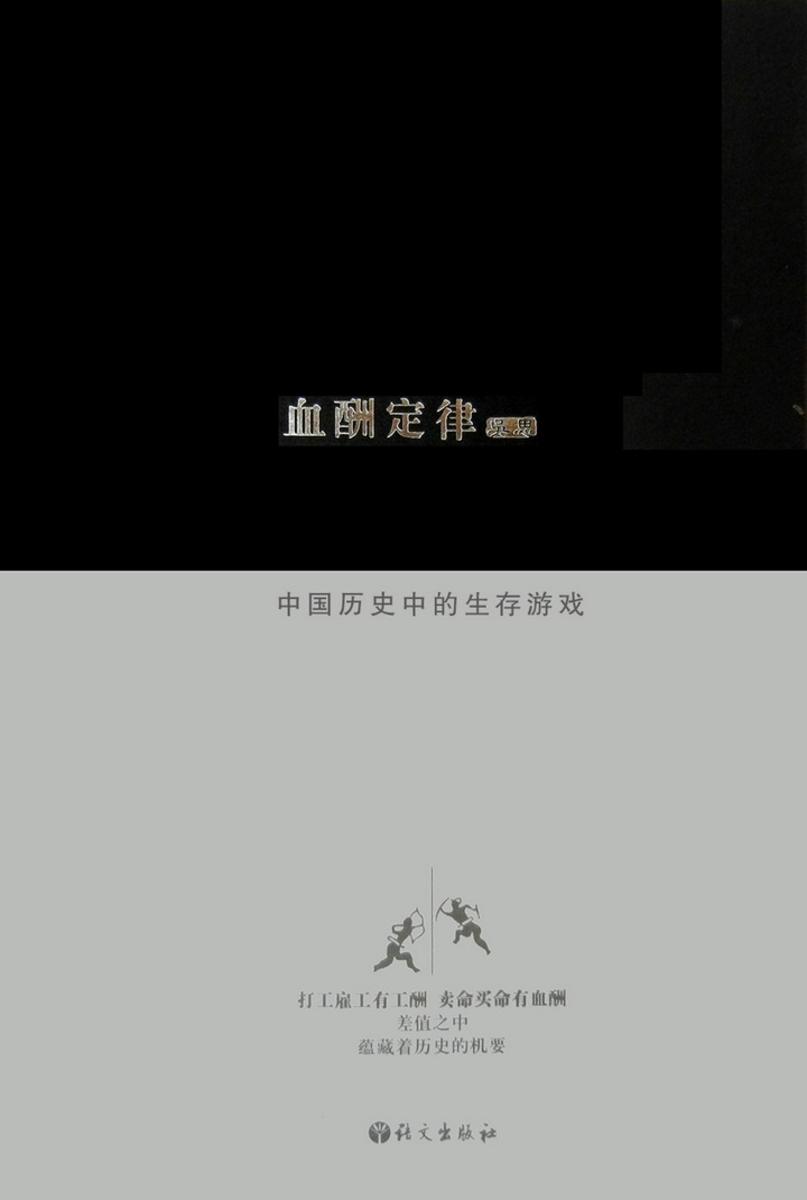 血酬定律 吴思
中国历史中的生存游戏
打工雇工有工酬 卖命买命有血酬
差值之中
蕴藏着历史的机要
语文出版社